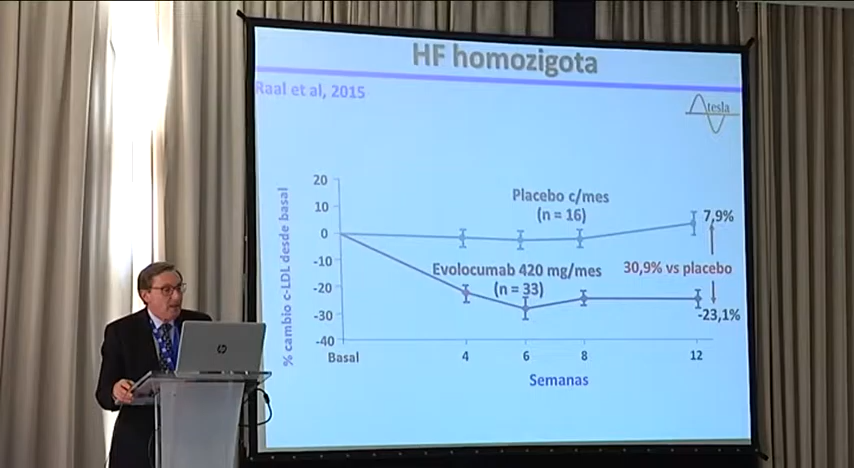 HF homozigota
Raal et al, 2015
tesla
% cambio c-LDL desde basal
20
10
0
-10
-20
-30
-40
Placebo c/mes
(n = 16)
7,9%
Evolocumab 420 mg/mes
(n = 33)
30,9% vs placebo
-23,1%
Basal
4
6
8
12
Semanas
hp